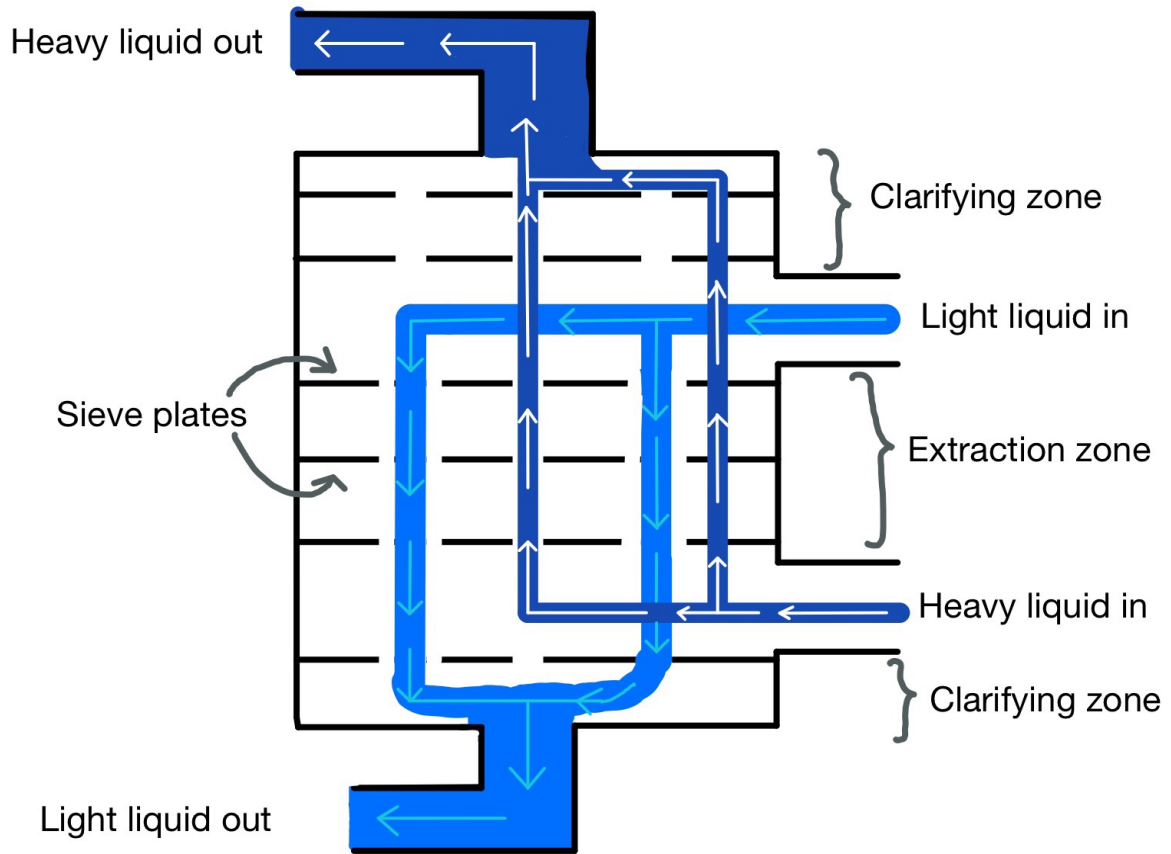 Heavy liquid out
Clarifying zone
Light liquid in
Sieve plates
Extraction zone
Heavy liquid in
Clarifying zone
Light liquid out